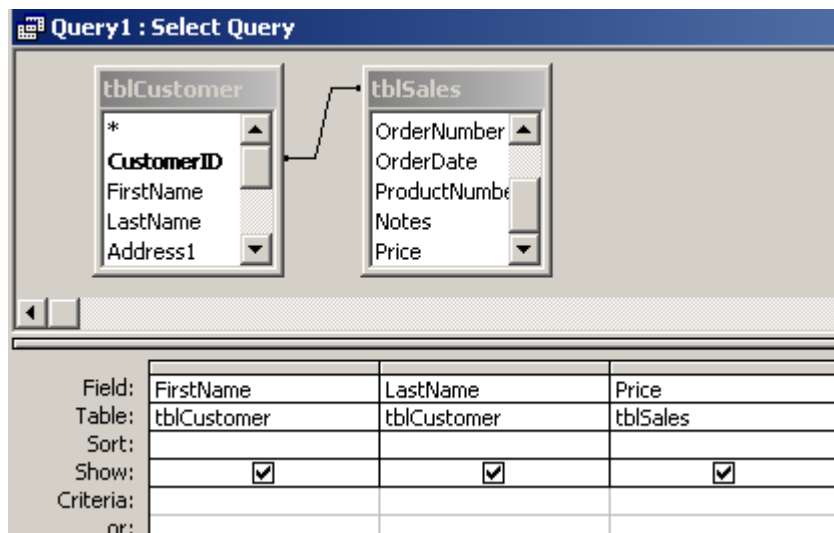 Query1 : Select Query
tblCustomer
*
CustomerID
FirstName
LastName
Address1
tblSales
OrderNumber
OrderDate
ProductNumbe
Notes
Price
Field: FirstName LastName Price
Table: tblCustomer tblCustomer tblSales
Sort:
Show:
Criteria:
or: